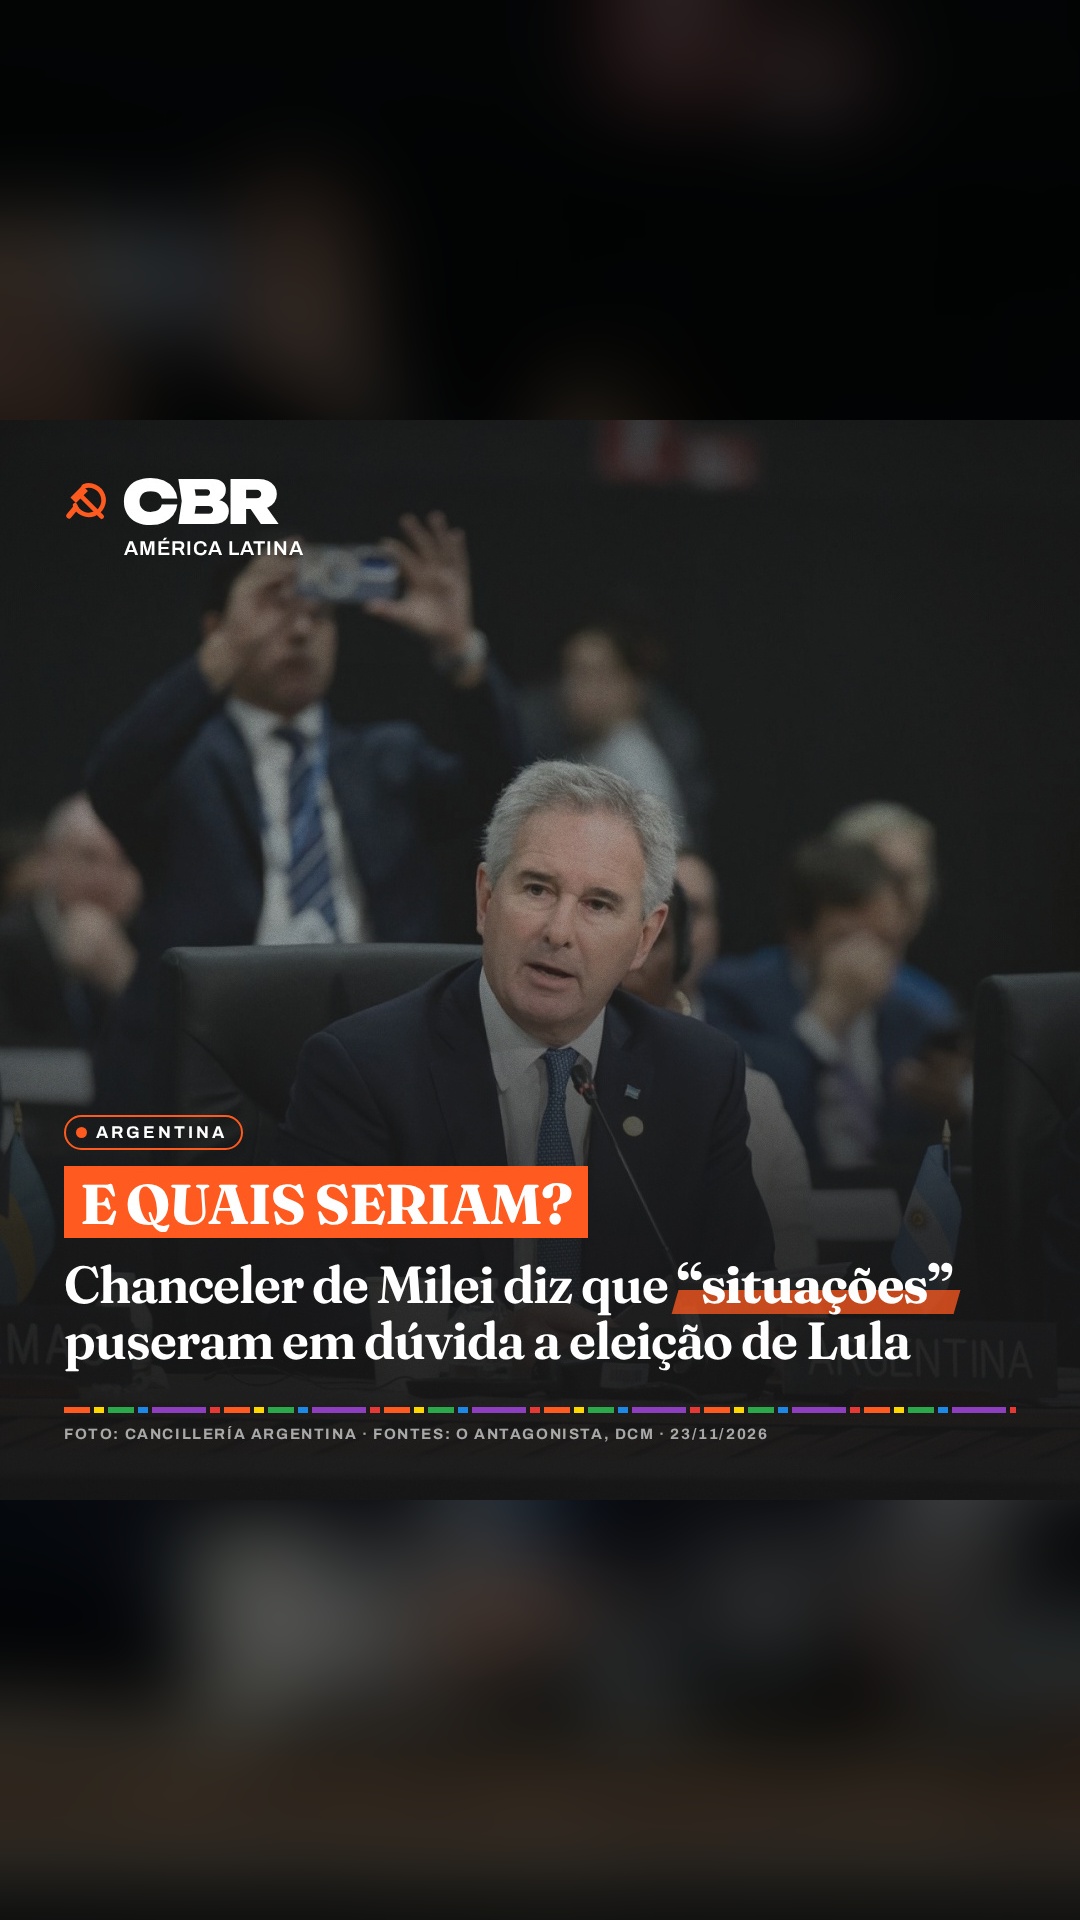 CBR
AMÉRICA LATINA
ARGENTINA
E QUAIS SERIAM?
Chanceler de Milei diz que “situações”
puseram em dúvida a eleição de Lula
ARGENTINA
FOTO: CANCILLERÍA ARGENTINA · FONTES: O ANTAGONISTA, DCM · 23/11/2026